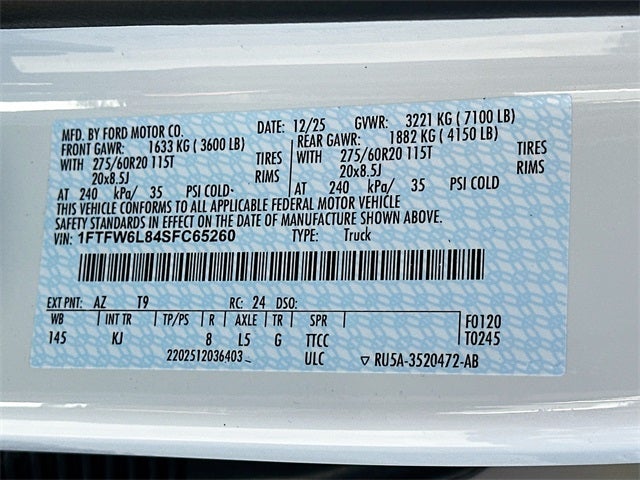 MFD. BY FORD MOTOR CO. DATE: 12/25 GVWR: 3221 KG ( 7100 LB)
FRONT GAWR: 1633 KG ( 3600 LB) REAR GAWR: 1882 KG ( 4150 LB)
WITH 275/60R20 115T TIRES WITH 275/60R20 115T TIRES
20x8.5J RIMS 20x8.5J RIMS
AT 240 kPa/ 35 PSI COLD AT 240 kPa/ 35 PSI COLD
THIS VEHICLE CONFORMS TO ALL APPLICABLE FEDERAL MOTOR VEHICLE
SAFETY STANDARDS IN EFFECT ON THE DATE OF MANUFACTURE SHOWN ABOVE.
VIN: 1FTFW6L84SFC65260 TYPE: Truck
EXT PNT: AZ T9 RC: 24 DSO:
WB INT TR TP/PS R AXLE TR SPR F0120
145 KJ 8 L5 G TTCC T0245
2202512036403 ULC ▽ RU5A-3520472-AB